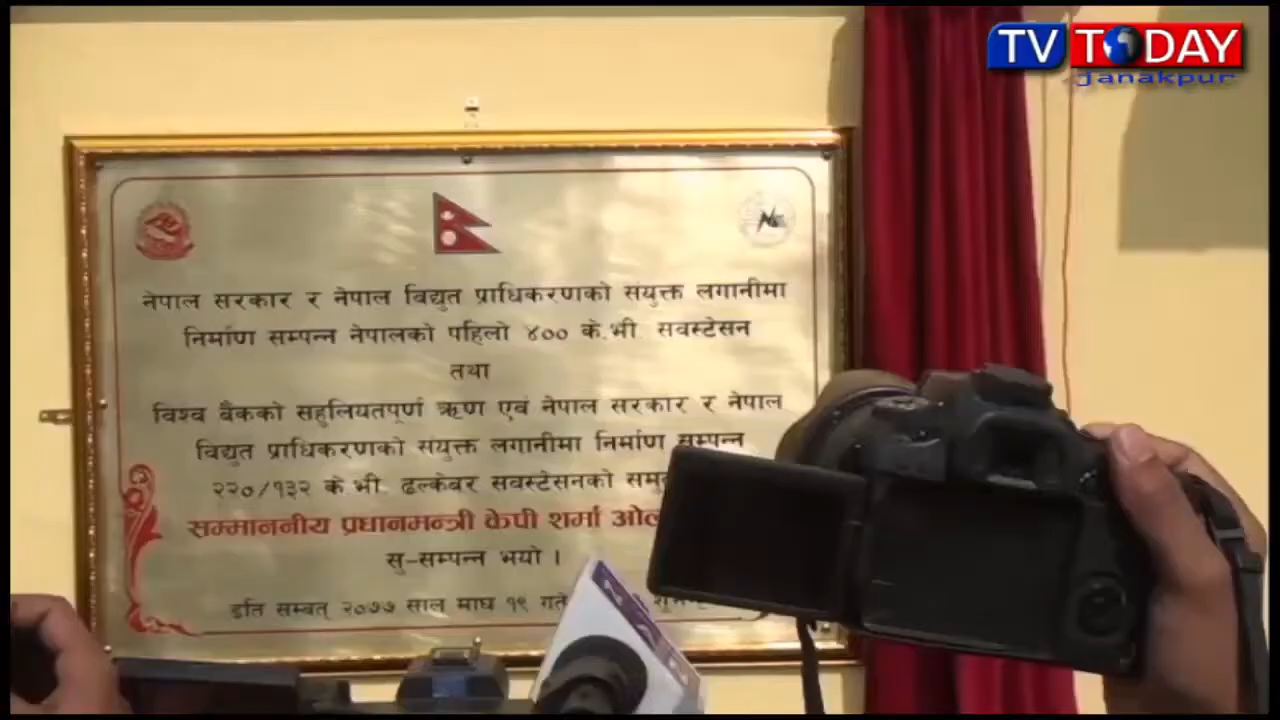 TV TODAY
janakpur
नेपाल सरकार र नेपाल विद्युत प्राधिकरणको संयुक्त लगानीमा
निर्माण सम्पन्न नेपालको पहिलो ४०० के.भी. सवस्टेसन
तथा
विश्व बैंकको सहुलियतपूर्ण ऋण एवं नेपाल सरकार र नेपाल
विद्युत प्राधिकरणको संयुक्त लगानीमा निर्माण सम्पन्न
२२०/१३२ के.भी. ढल्केबर सवस्टेसनको
सम्माननीय प्रधानमन्त्री केपी शर्मा
सु-सम्पन्न भयो ।
इति सम्बत् २०७७ साल माघ १९ गते